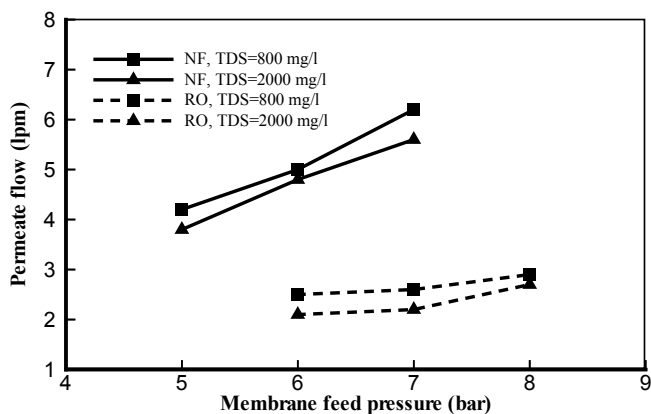 8
7
6
5
4
3
2
1
Permeate flow (lpm)
NF, TDS=800 mg/l
NF, TDS=2000 mg/l
RO, TDS=800 mg/l
RO, TDS=2000 mg/l
4 5 6 7 8 9
Membrane feed pressure (bar)